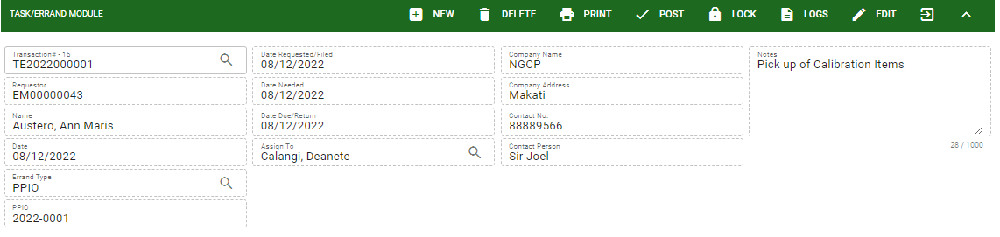 TASK/ERRAND MODULE
NEW DELETE PRINT POST LOCK LOGS EDIT
Transaction# - 15
TE2022000001
Requestor
EM00000043
Name
Austero, Ann Maris
Date
08/12/2022
Errand Type
PPIO
PPIO
2022-0001
Date Requested/Filed
08/12/2022
Date Needed
08/12/2022
Date Due/Return
08/12/2022
Assign To
Calangi, Deanete
Company Name
NGCP
Company Address
Makati
Contact No.
88889566
Contact Person
Sir Joel
Notes
Pick up of Calibration Items
28 / 1000